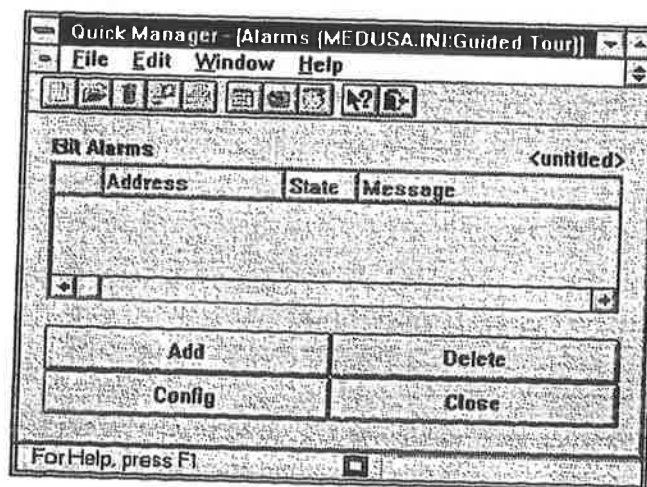 Quick Manager - [Alarms {MEDUSA.INI:Guided Tour}]
File Edit Window Help
Bit Alarms <untitled>
Address State Message
Add Delete
Config Close
For Help, press F1